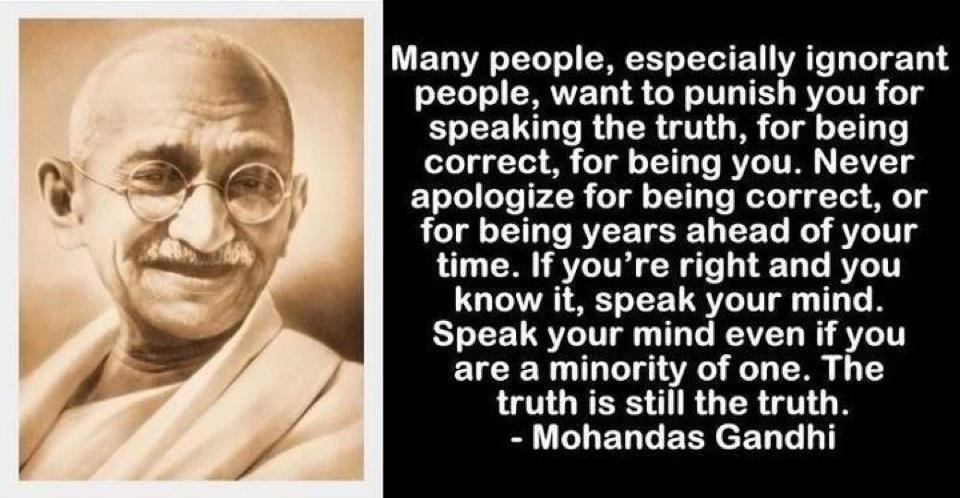 Many people, especially ignorant
people, want to punish you for
speaking the truth, for being
correct, for being you. Never
apologize for being correct, or
for being years ahead of your
time. If you’re right and you
know it, speak your mind.
Speak your mind even if you
are a minority of one. The
truth is still the truth.
- Mohandas Gandhi